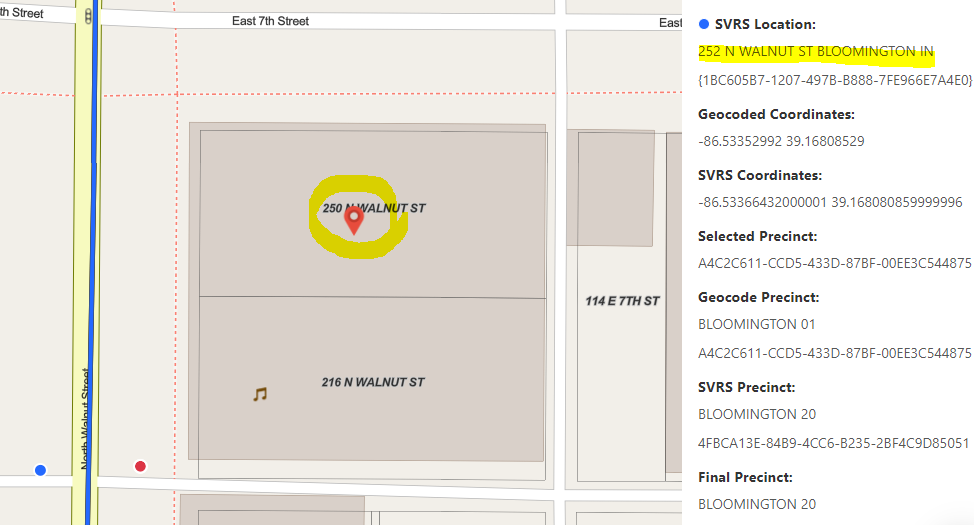 th Street
East 7th Street
East
SVRS Location:
252 N WALNUT ST BLOOMINGTON IN
{1BC605B7-1207-497B-B888-7FE966E7A4E0}
Geocoded Coordinates:
-86.53352992 39.16808529
SVRS Coordinates:
-86.53366432000001 39.168080859999996
Selected Precinct:
A4C2C611-CCD5-433D-87BF-00EE3C544875
Geocode Precinct:
BLOOMINGTON 01
A4C2C611-CCD5-433D-87BF-00EE3C544875
SVRS Precinct:
BLOOMINGTON 20
4FBCA13E-84B9-4CC6-B235-2BF4C9D85051
Final Precinct:
BLOOMINGTON 20
250 N WALNUT ST
114 E 7TH ST
216 N WALNUT ST
North Walnut Street